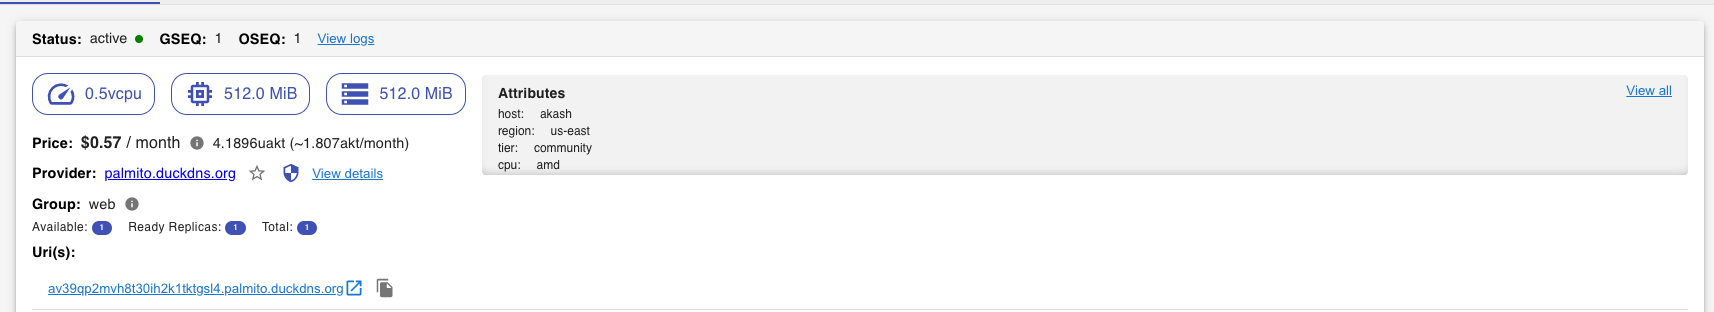 Status: active GSEQ: 1 OSEQ: 1 View logs
0.5vcpu 512.0 MiB 512.0 MiB
Price: $0.57 / month 4.1896uakt (~1.807akt/month)
Provider: palmito.duckdns.org View details
Group: web
Available: 1 Ready Replicas: 1 Total: 1
Uri(s):
av39qp2mvh8t30ih2k1tktgsl4.palmito.duckdns.org
Attributes View all
host: akash
region: us-east
tier: community
cpu: amd